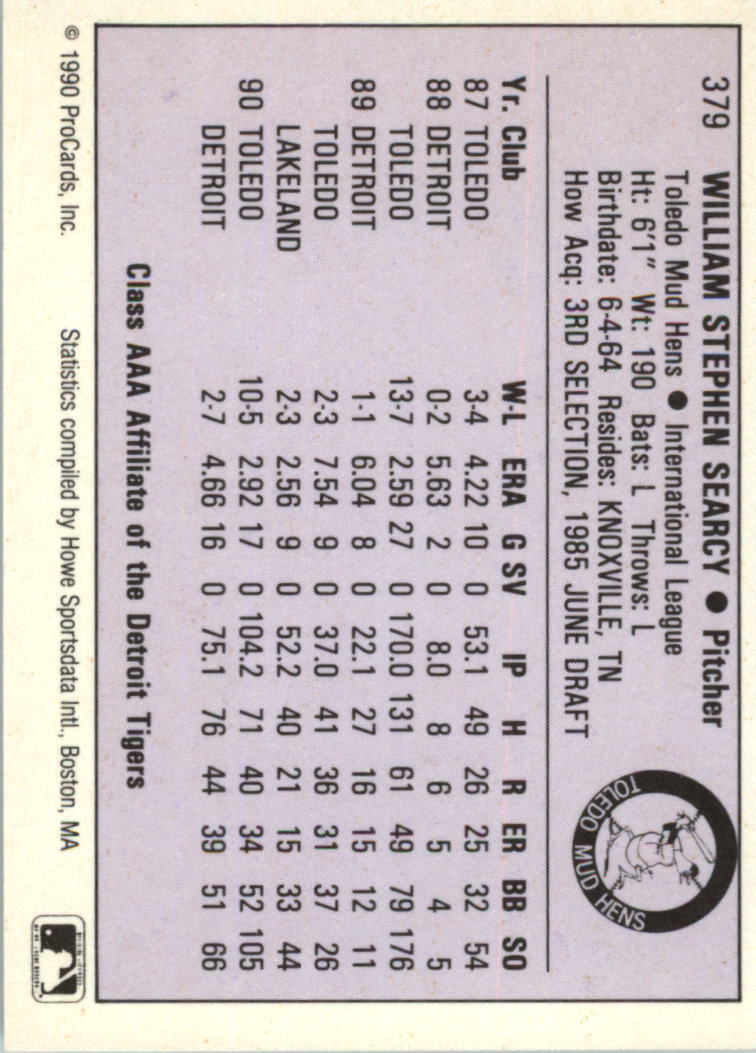 379 WILLIAM STEPHEN SEARCY ● Pitcher
Toledo Mud Hens ● International League
Ht: 6'1" Wt: 190 Bats: L Throws: L
Birthdate: 6-4-64 Resides: KNOXVILLE, TN
How Acq: 3RD SELECTION, 1985 JUNE DRAFT
TOLEDO MUD HENS
Yr. Club W-L ERA G SV IP H R ER BB SO
87 TOLEDO 3-4 4.22 10 0 53.1 49 26 25 32 54
88 DETROIT 0-2 5.63 2 0 8.0 8 6 5 4 5
TOLEDO 13-7 2.59 27 0 170.0 131 61 49 79 176
89 DETROIT 1-1 6.04 8 0 22.1 27 16 15 12 11
TOLEDO 2-3 7.54 9 0 37.0 41 36 31 37 26
LAKELAND 2-3 2.56 9 0 52.2 40 21 15 33 44
90 TOLEDO 10-5 2.92 17 0 104.2 71 40 34 52 105
DETROIT 2-7 4.66 16 0 75.1 76 44 39 51 66
Class AAA Affiliate of the Detroit Tigers
© 1990 ProCards, Inc. Statistics compiled by Howe Sportsdata Intl., Boston, MA